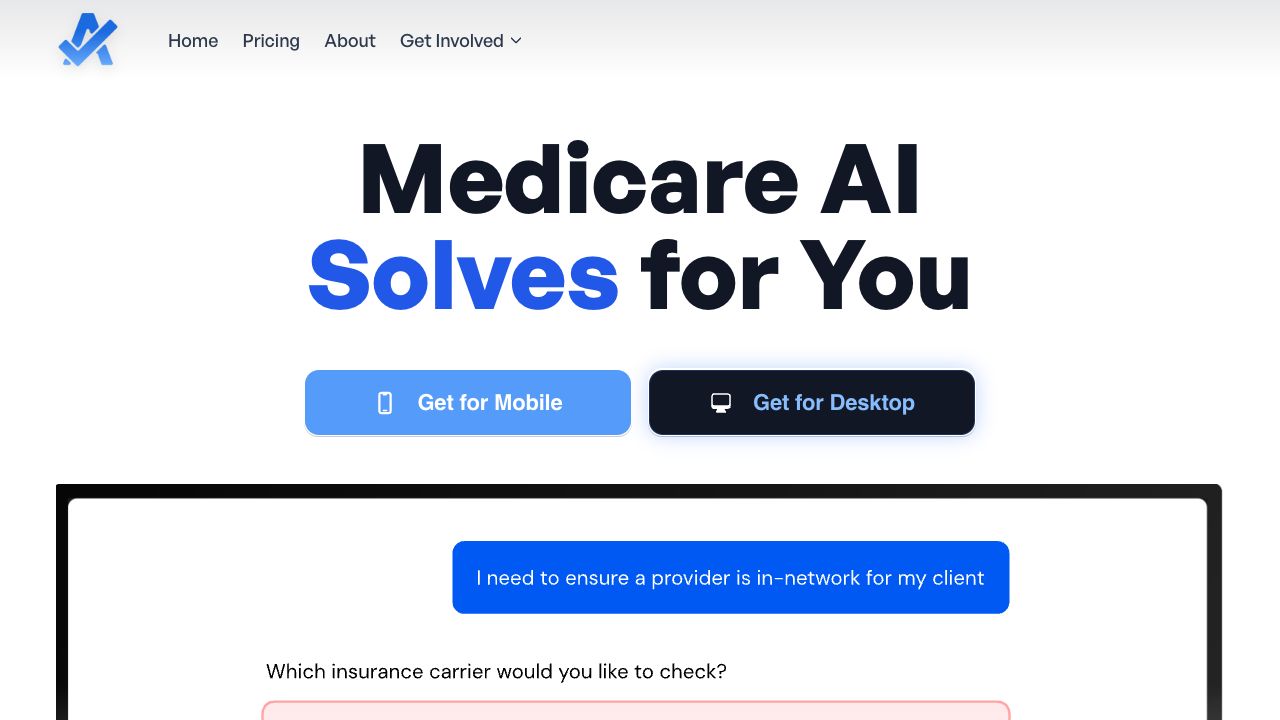 Home
Pricing
About
Get Involved
Medicare AI
Solves for You
Get for Mobile
Get for Desktop
I need to ensure a provider is in-network for my client
Which insurance carrier would you like to check?